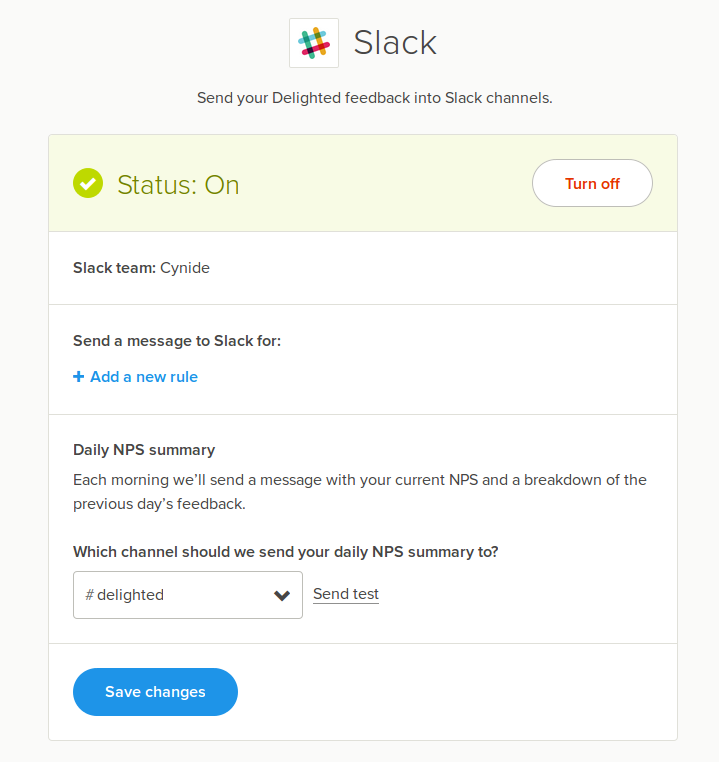 Slack
Send your Delighted feedback into Slack channels.
Status: On
Turn off
Slack team: Cynide
Send a message to Slack for:
+ Add a new rule
Daily NPS summary
Each morning we'll send a message with your current NPS and a breakdown of the
previous day's feedback.
Which channel should we send your daily NPS summary to?
# delighted
Send test
Save changes